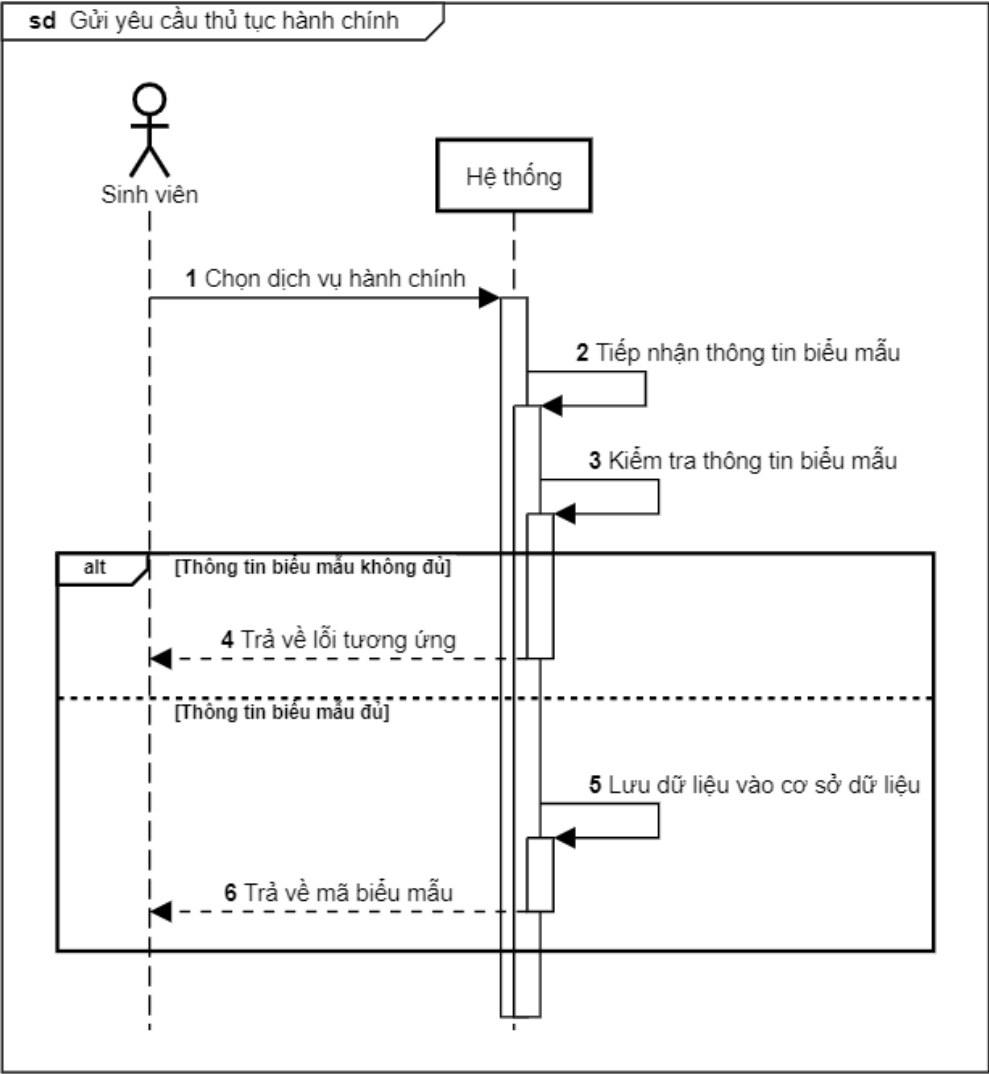 sd Gửi yêu cầu thủ tục hành chính
Sinh viên
Hệ thống
1 Chọn dịch vụ hành chính
2 Tiếp nhận thông tin biểu mẫu
3 Kiểm tra thông tin biểu mẫu
alt [Thông tin biểu mẫu không đủ]
4 Trả về lỗi tương ứng
[Thông tin biểu mẫu đủ]
5 Lưu dữ liệu vào cơ sở dữ liệu
6 Trả về mã biểu mẫu